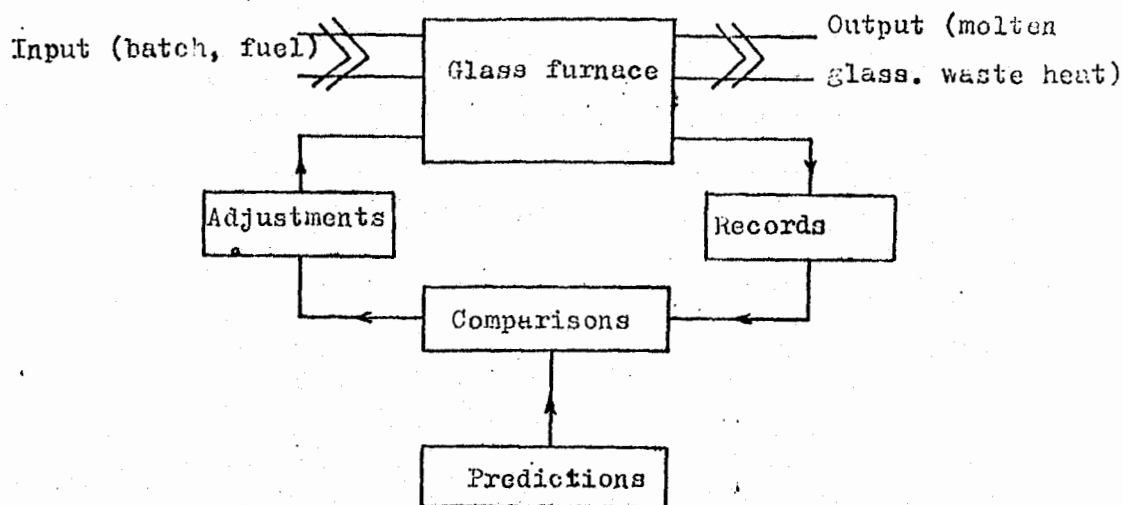 Input (batch, fuel)
Glass furnace
Output (molten
glass. waste heat)
Adjustments
Records
Comparisons
Predictions